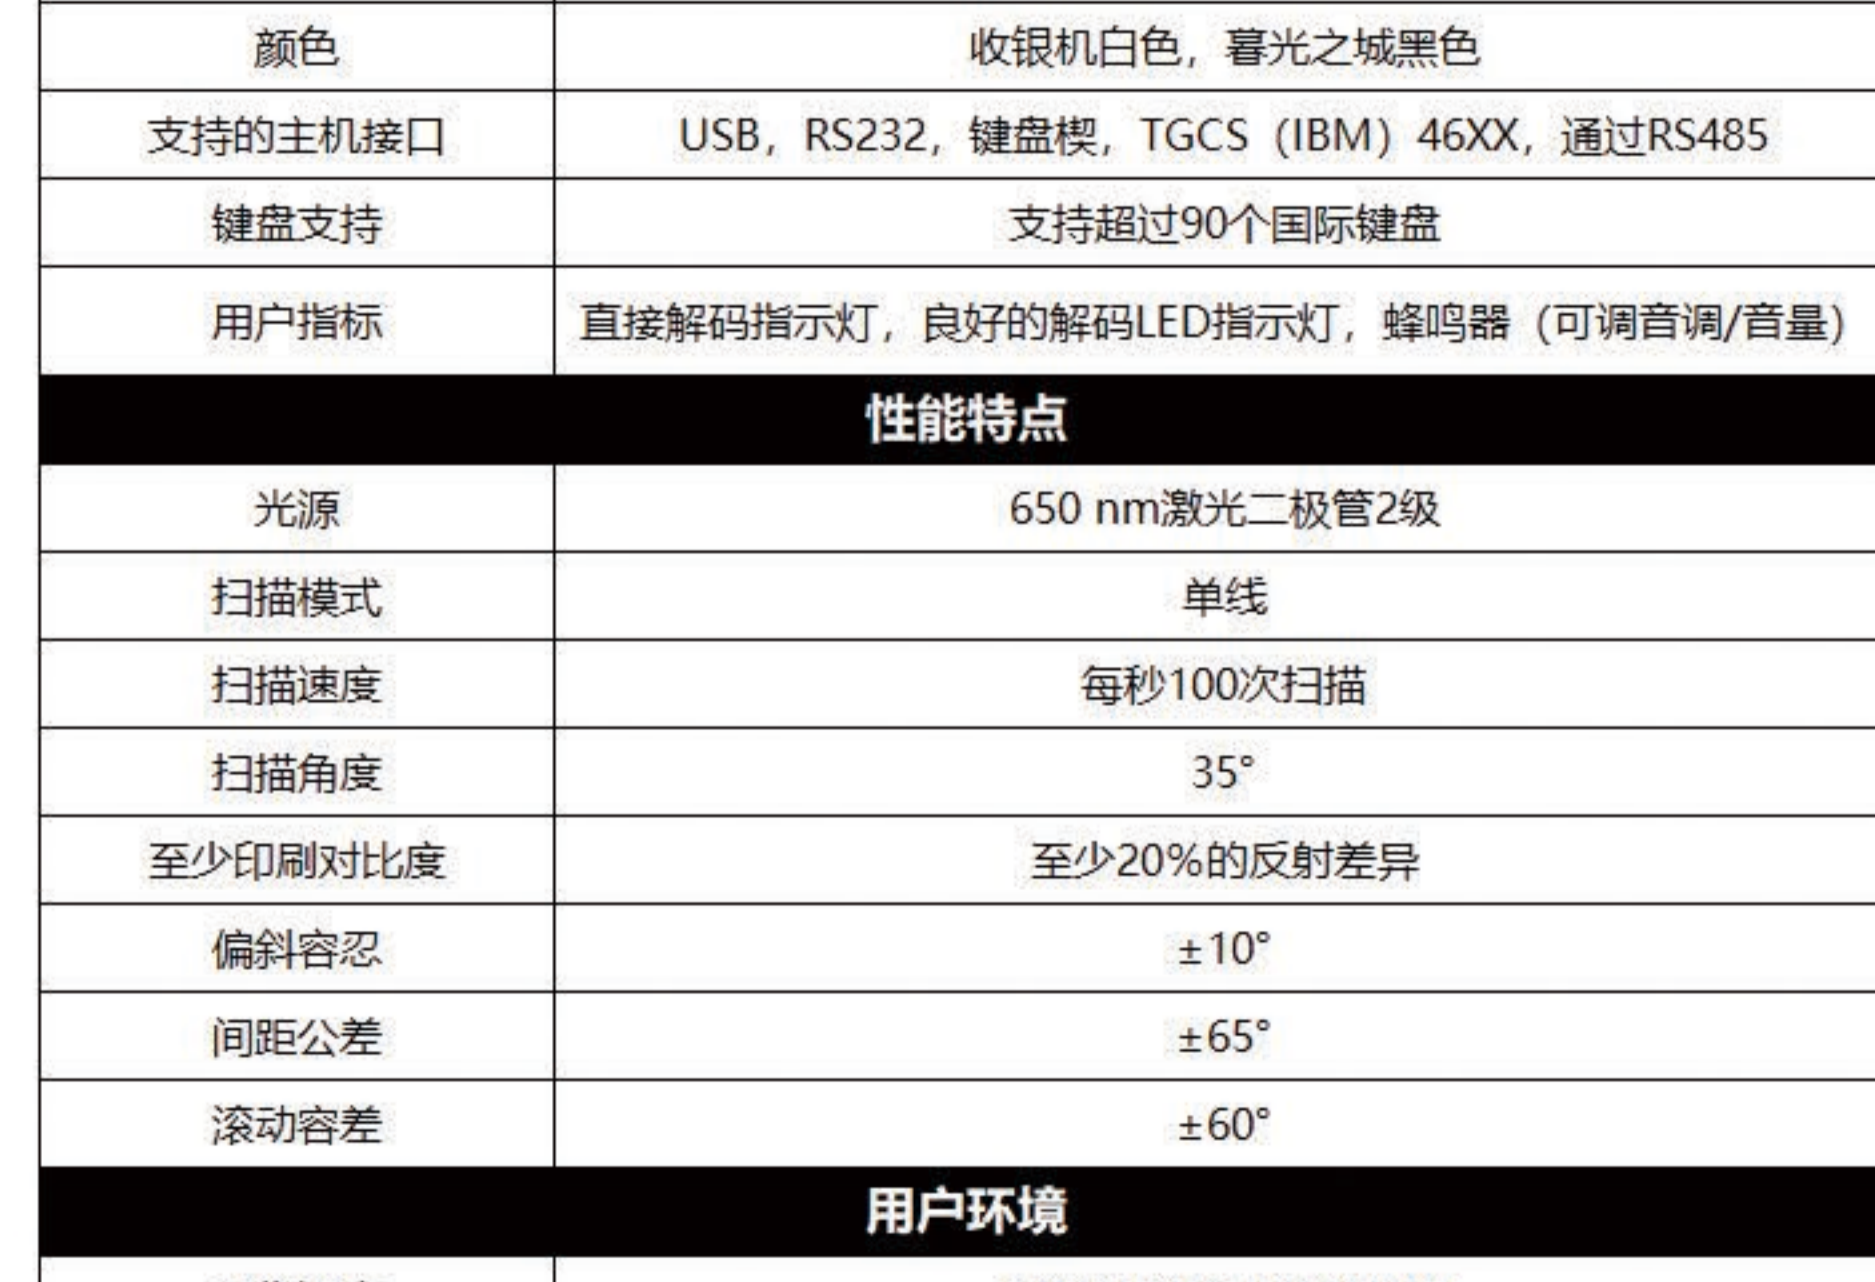 颜色 收银机白色，暮光之城黑色
支持的主机接口 USB，RS232，键盘楔，TGCS（IBM）46XX，通过RS485
键盘支持 支持超过90个国际键盘
用户指标 直接解码指示灯，良好的解码LED指示灯，蜂鸣器（可调音调/音量）
性能特点
光源 650 nm激光二极管2级
扫描模式 单线
扫描速度 每秒100次扫描
扫描角度 35°
至少印刷对比度 至少20%的反射差异
偏斜容忍 ±10°
间距公差 ±65°
滚动容差 ±60°
用户环境